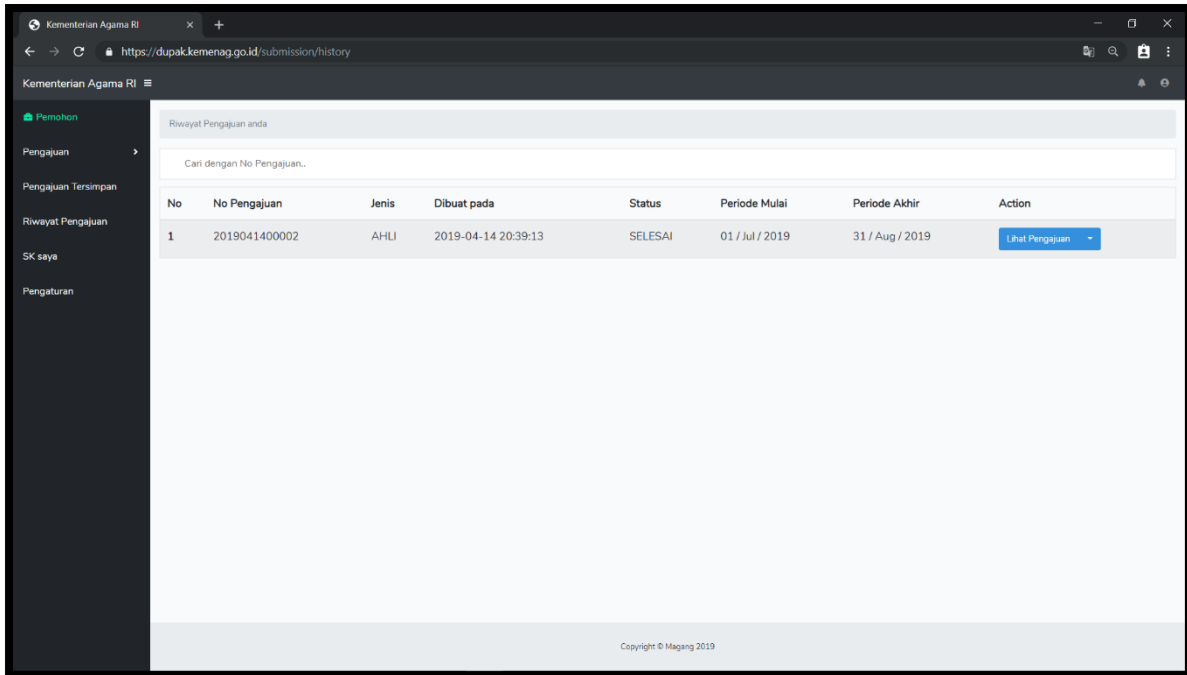 Kementerian Agama RI
https://dupak.kemenag.go.id/submission/history
Kementerian Agama RI
Pemohon
Pengajuan
Pengajuan Tersimpan
Riwayat Pengajuan
SK saya
Pengaturan
Riwayat Pengajuan anda
Cari dengan No Pengajuan..
No No Pengajuan Jenis Dibuat pada Status Periode Mulai Periode Akhir Action
1 2019041400002 AHLI 2019-04-14 20:39:13 SELESAI 01 / Jul / 2019 31 / Aug / 2019 Lihat Pengajuan
Copyright © Magang 2019